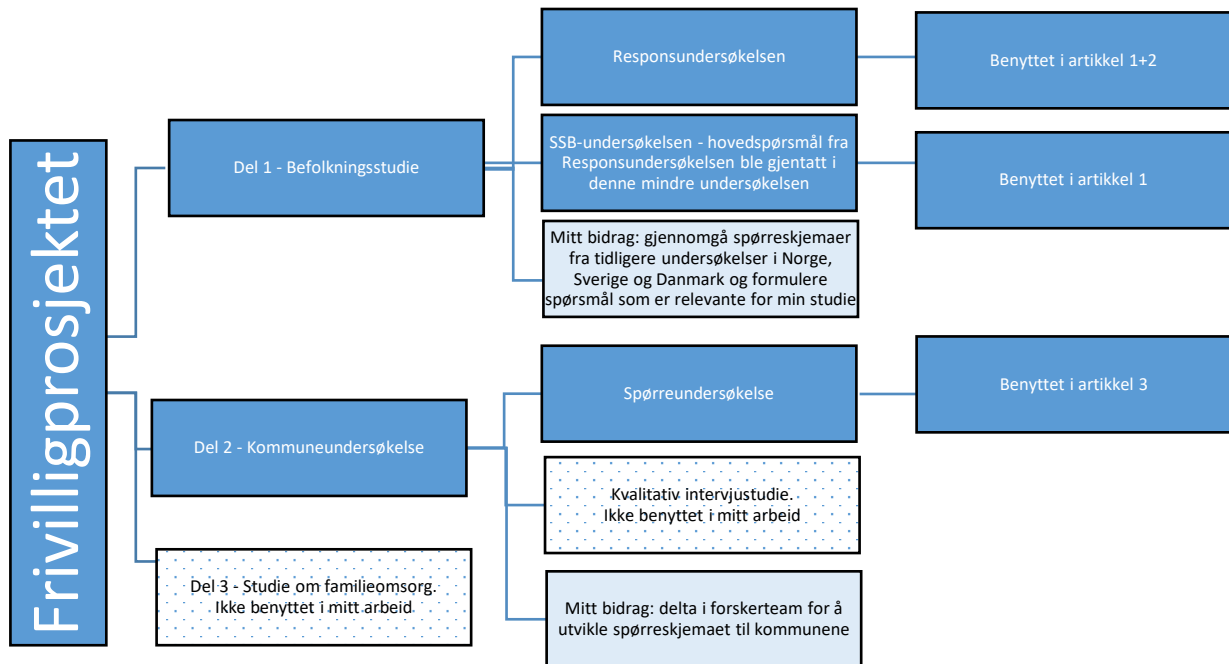 Frivilligprosjektet
Del 1 - Befolkningsstudie
Responsundersøkelsen
Benyttet i artikkel 1+2
SSB-undersøkelsen - hovedspørsmål fra
Responsundersøkelsen ble gjentatt i
denne mindre undersøkelsen
Benyttet i artikkel 1
Mitt bidrag: gjennomgå spørreskjemaer
fra tidligere undersøkelser i Norge,
Sverige og Danmark og formulere
spørsmål som er relevante for min studie
Del 2 - Kommuneundersøkelse
Spørreundersøkelse
Benyttet i artikkel 3
Kvalitativ intervjustudie.
Ikke benyttet i mitt arbeid
Mitt bidrag: delta i forskerteam for å
utvikle spørreskjemaet til kommunene
Del 3 - Studie om familieomsorg.
Ikke benyttet i mitt arbeid